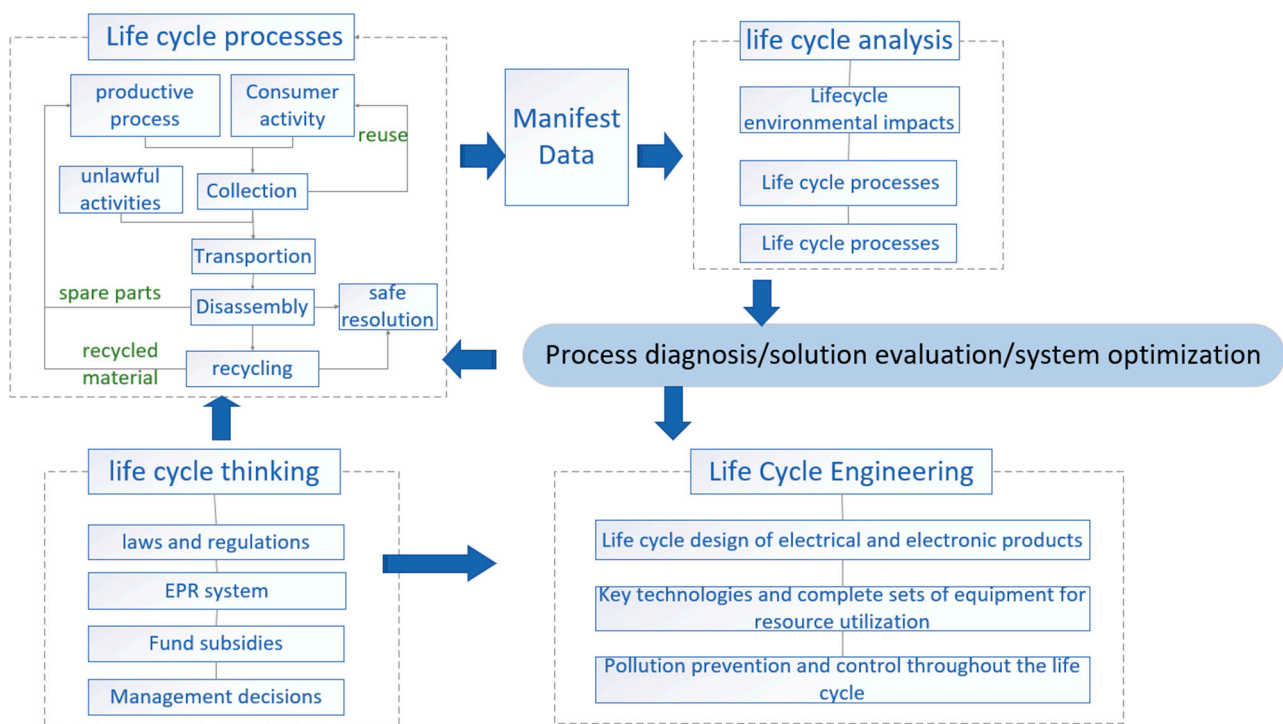 Life cycle processes
productive
process
Consumer
activity
reuse
unlawful
activities
Collection
Transportion
spare parts
Disassembly
safe
resolution
recycled
material
recycling
Manifest
Data
life cycle analysis
Lifecycle
environmental impacts
Life cycle processes
Life cycle processes
Process diagnosis/solution evaluation/system optimization
life cycle thinking
laws and regulations
EPR system
Fund subsidies
Management decisions
Life Cycle Engineering
Life cycle design of electrical and electronic products
Key technologies and complete sets of equipment for
resource utilization
Pollution prevention and control throughout the life
cycle